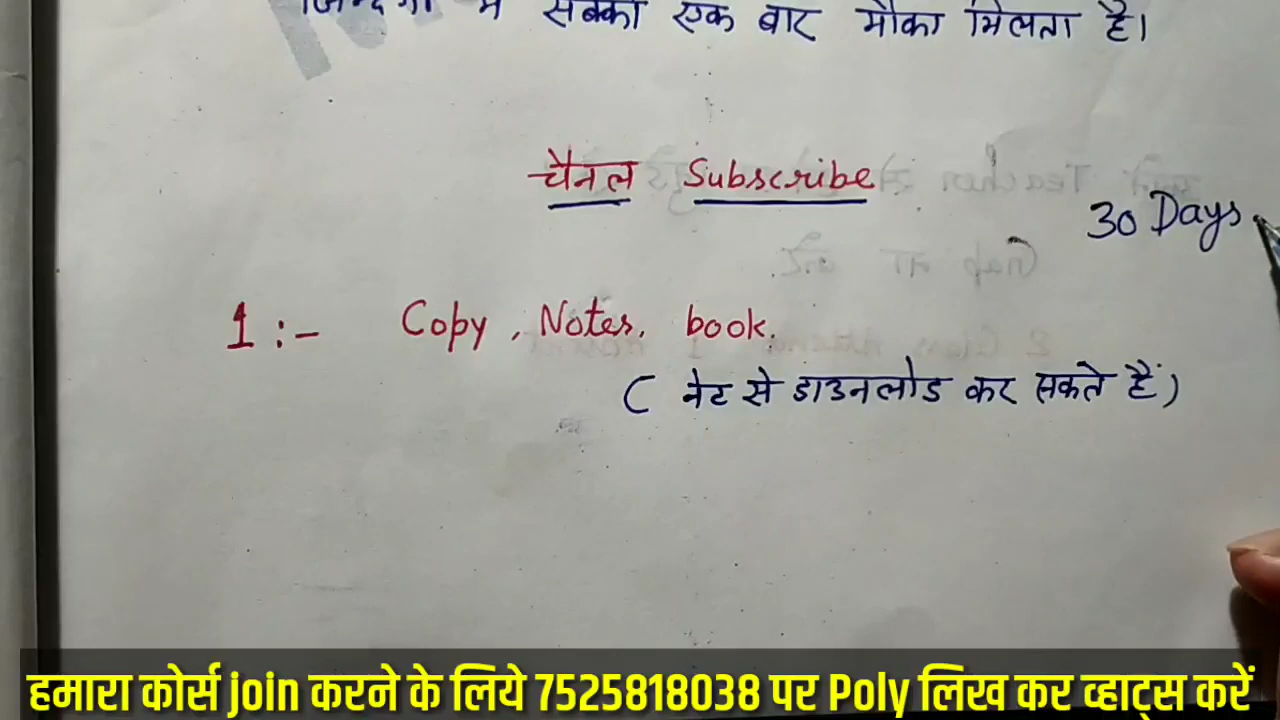 जिन्दगी में सबको एक बार मौका मिलता है।
चैनल Subscribe
30 Days
1:- Copy, Notes, book.
( नेट से डाउनलोड कर सकते हैं)
हमारा कोर्स join करने के लिये 7525818038 पर Poly लिख कर व्हाट्स करें